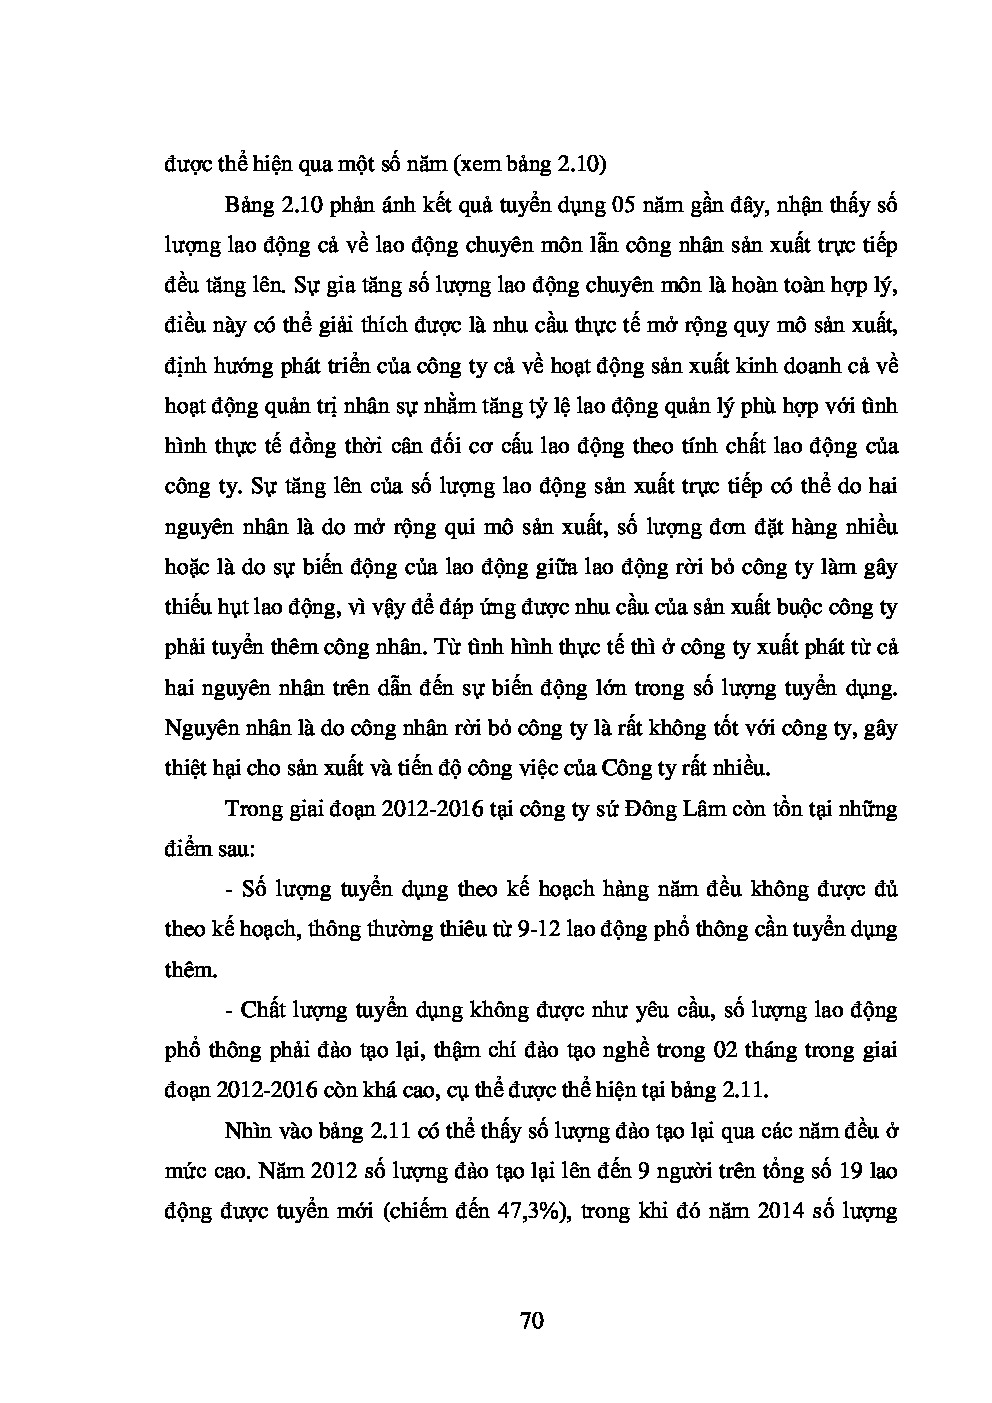 được thể hiện qua một số năm (xem bảng 2.10)
Bảng 2.10 phản ánh kết quả tuyển dụng 05 năm gần đây, nhận thấy số
lượng lao động cả về lao động chuyên môn lẫn công nhân sản xuất trực tiếp
đều tăng lên. Sự gia tăng số lượng lao động chuyên môn là hoàn toàn hợp lý,
điều này có thể giải thích được là nhu cầu thực tế mở rộng quy mô sản xuất,
định hướng phát triển của công ty cả về hoạt động sản xuất kinh doanh cả về
hoạt động quản trị nhân sự nhằm tăng tỷ lệ lao động quản lý phù hợp với tình
hình thực tế đồng thời cân đối cơ cấu lao động theo tính chất lao động của
công ty. Sự tăng lên của số lượng lao động sản xuất trực tiếp có thể do hai
nguyên nhân là do mở rộng qui mô sản xuất, số lượng đơn đặt hàng nhiều
hoặc là do sự biến động của lao động giữa lao động rời bỏ công ty làm gây
thiếu hụt lao động, vì vậy để đáp ứng được nhu cầu của sản xuất buộc công ty
phải tuyển thêm công nhân. Từ tình hình thực tế thì ở công ty xuất phát từ cả
hai nguyên nhân trên dẫn đến sự biến động lớn trong số lượng tuyển dụng.
Nguyên nhân là do công nhân rời bỏ công ty là rất không tốt với công ty, gây
thiệt hại cho sản xuất và tiến độ công việc của Công ty rất nhiều.
Trong giai đoạn 2012-2016 tại công ty sứ Đông Lâm còn tồn tại những
điểm sau:
- Số lượng tuyển dụng theo kế hoạch hàng năm đều không được đủ
theo kế hoạch, thông thường thiêu từ 9-12 lao động phổ thông cần tuyển dụng
thêm.
- Chất lượng tuyển dụng không được như yêu cầu, số lượng lao động
phổ thông phải đào tạo lại, thậm chí đào tạo nghề trong 02 tháng trong giai
đoạn 2012-2016 còn khá cao, cụ thể được thể hiện tại bảng 2.11.
Nhìn vào bảng 2.11 có thể thấy số lượng đào tạo lại qua các năm đều ở
mức cao. Năm 2012 số lượng đào tạo lại lên đến 9 người trên tổng số 19 lao
động được tuyển mới (chiếm đến 47,3%), trong khi đó năm 2014 số lượng
70